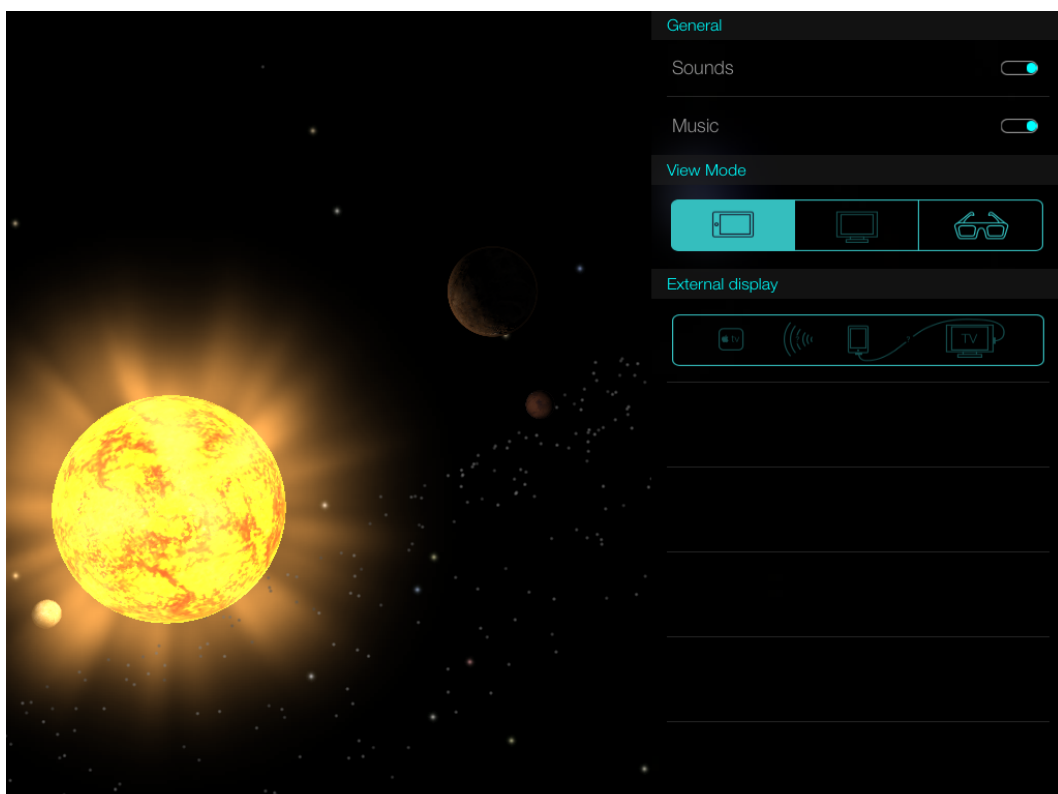 General
Sounds
Music
View Mode
External display
tv TV